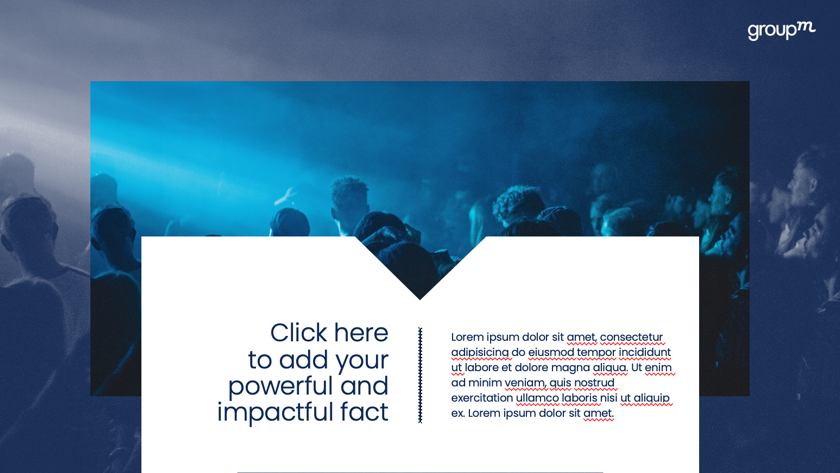 groupm
Click here
to add your
powerful and
impactful fact
Lorem ipsum dolor sit amet, consectetur
adipisicing do eiusmod tempor incididunt
ut labore et dolore magna aliqua. Ut enim
ad minim veniam, quis nostrud
exercitation ullamco laboris nisi ut aliquip
ex. Lorem ipsum dolor sit amet.